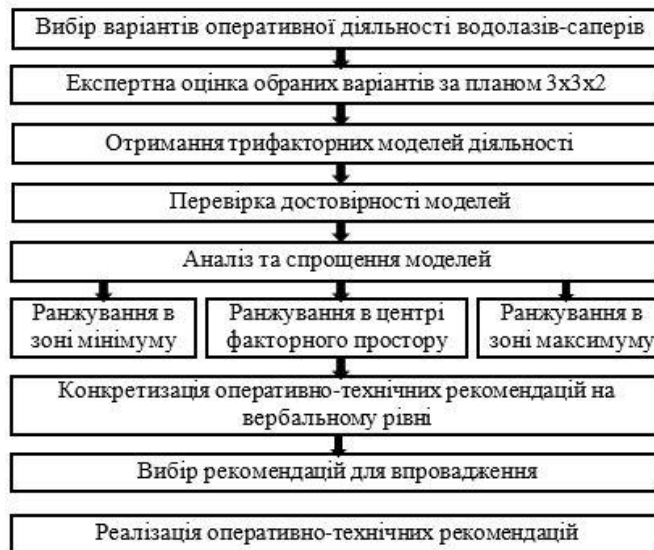 Вибір варіантів оперативної діяльності водолазів-саперів
Експертна оцінка обраних варіантів за планом 3х3х2
Отримання трифакторних моделей діяльності
Перевірка достовірності моделей
Аналіз та спрощення моделей
Ранжування в
зоні мінімуму
Ранжування в центрі
факторного простору
Ранжування в
зоні максимуму
Конкретизація оперативно-технічних рекомендацій на
вербальному рівні
Вибір рекомендацій для впровадження
Реалізація оперативно-технічних рекомендацій